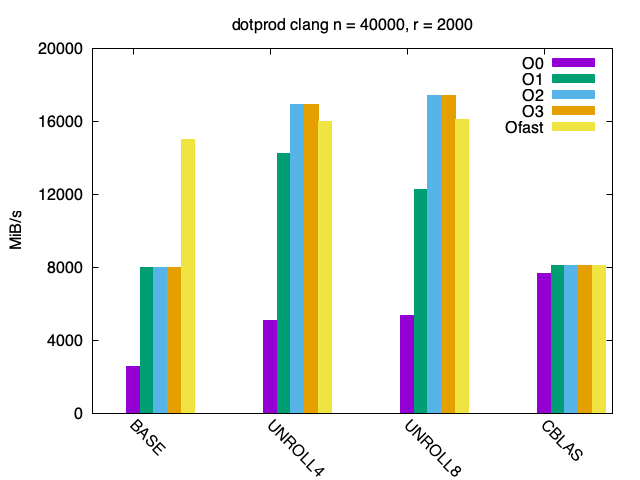 dotprod clang n = 40000, r = 2000
20000
16000
12000
8000
4000
0
MiB/s
O0
O1
O2
O3
Ofast
BASE
UNROLL4
UNROLL8
CBLAS